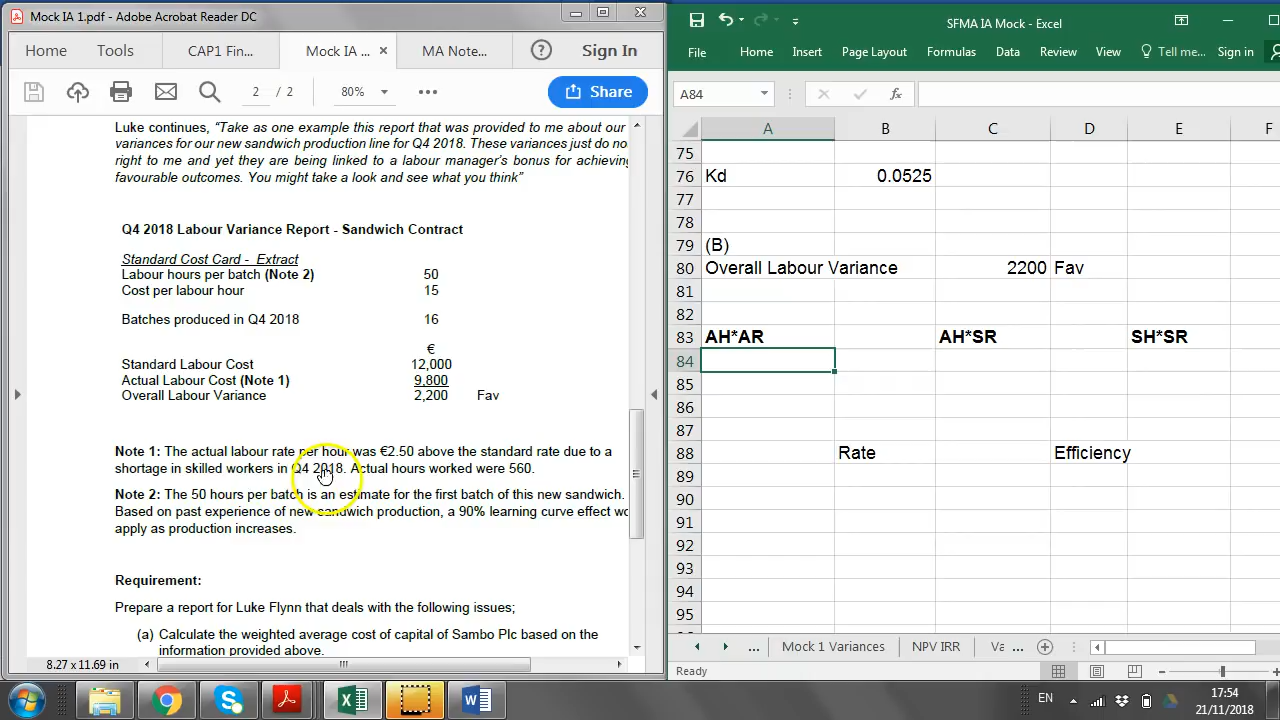 Mock IA 1.pdf - Adobe Acrobat Reader DC
Home Tools CAP1 Fin... Mock IA ... × MA Note... ? Sign In
2 / 2 80% Share
Luke continues, “Take as one example this report that was provided to me about our
variances for our new sandwich production line for Q4 2018. These variances just do no
right to me and yet they are being linked to a labour manager’s bonus for achieving
favourable outcomes. You might take a look and see what you think”
Q4 2018 Labour Variance Report - Sandwich Contract
Standard Cost Card - Extract
Labour hours per batch (Note 2) 50
Cost per labour hour 15
Batches produced in Q4 2018 16
€
Standard Labour Cost 12,000
Actual Labour Cost (Note 1) 9,800
Overall Labour Variance 2,200 Fav
Note 1: The actual labour rate per hour was €2.50 above the standard rate due to a
shortage in skilled workers in Q4 2018. Actual hours worked were 560.
Note 2: The 50 hours per batch is an estimate for the first batch of this new sandwich.
Based on past experience of new sandwich production, a 90% learning curve effect wo
apply as production increases.
Requirement:
Prepare a report for Luke Flynn that deals with the following issues;
(a) Calculate the weighted average cost of capital of Sambo Plc based on the
information provided above.
8.27 x 11.69 in
SFMA IA Mock - Excel
File Home Insert Page Layout Formulas Data Review View Tell me... Sign in
A84 fx
A B C D E F
75
76 Kd 0.0525
77
78
79 (B)
80 Overall Labour Variance 2200 Fav
81
82
83 AH*AR AH*SR SH*SR
84
85
86
87
88 Rate Efficiency
89
90
91
92
93
94
95
... Mock 1 Variances NPV IRR Va ...
Ready
EN 17:54
21/11/2018